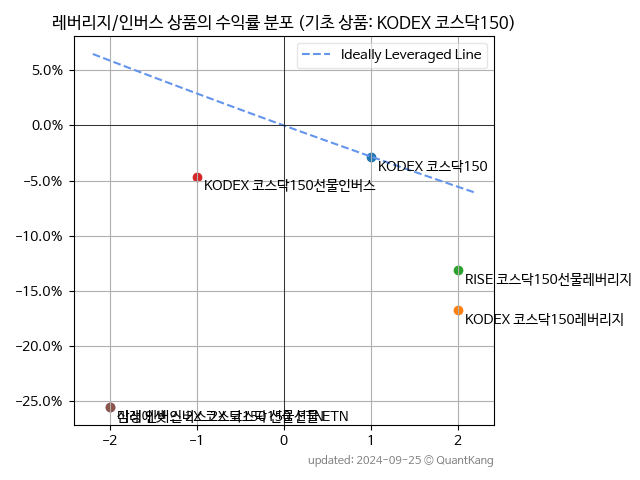 레버리지/인버스 상품의 수익률 분포 (기초 상품: KODEX 코스닥150)
Ideally Leveraged Line
5.0%
0.0%
KODEX 코스닥150
KODEX 코스닥150선물인버스
−5.0%
−10.0%
RISE 코스닥150선물레버리지
−15.0%
KODEX 코스닥150레버리지
−20.0%
−25.0%
ETN
−2
−1
0
1
2
updated: 2024-09-25 © QuantKang